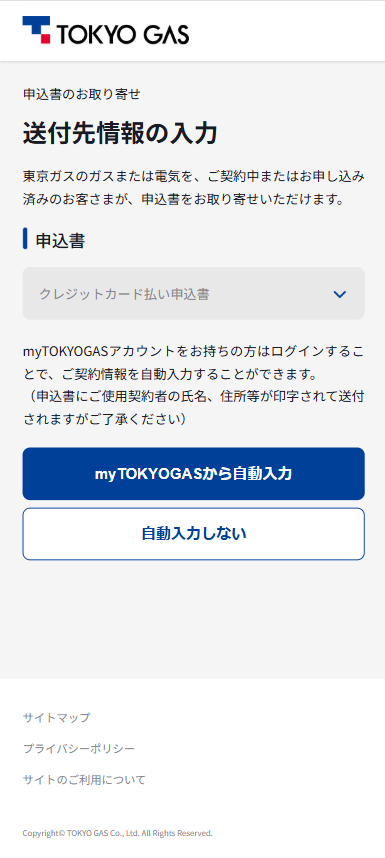 TOKYO GAS
申込書のお取り寄せ
送付先情報の入力
東京ガスのガスまたは電気を、ご契約中またはお申し込み
済みのお客さまが、申込書をお取り寄せいただけます。
申込書
クレジットカード払い申込書
myTOKYOGASアカウントをお持ちの方はログインするこ
とで、ご契約情報を自動入力することができます。
（申込書にご使用契約者の氏名、住所等が印字されて送付
されますがご了承ください）
myTOKYOGASから自動入力
自動入力しない
サイトマップ
プライバシーポリシー
サイトのご利用について
Copyright© TOKYO GAS Co., Ltd. All Rights Reserved.